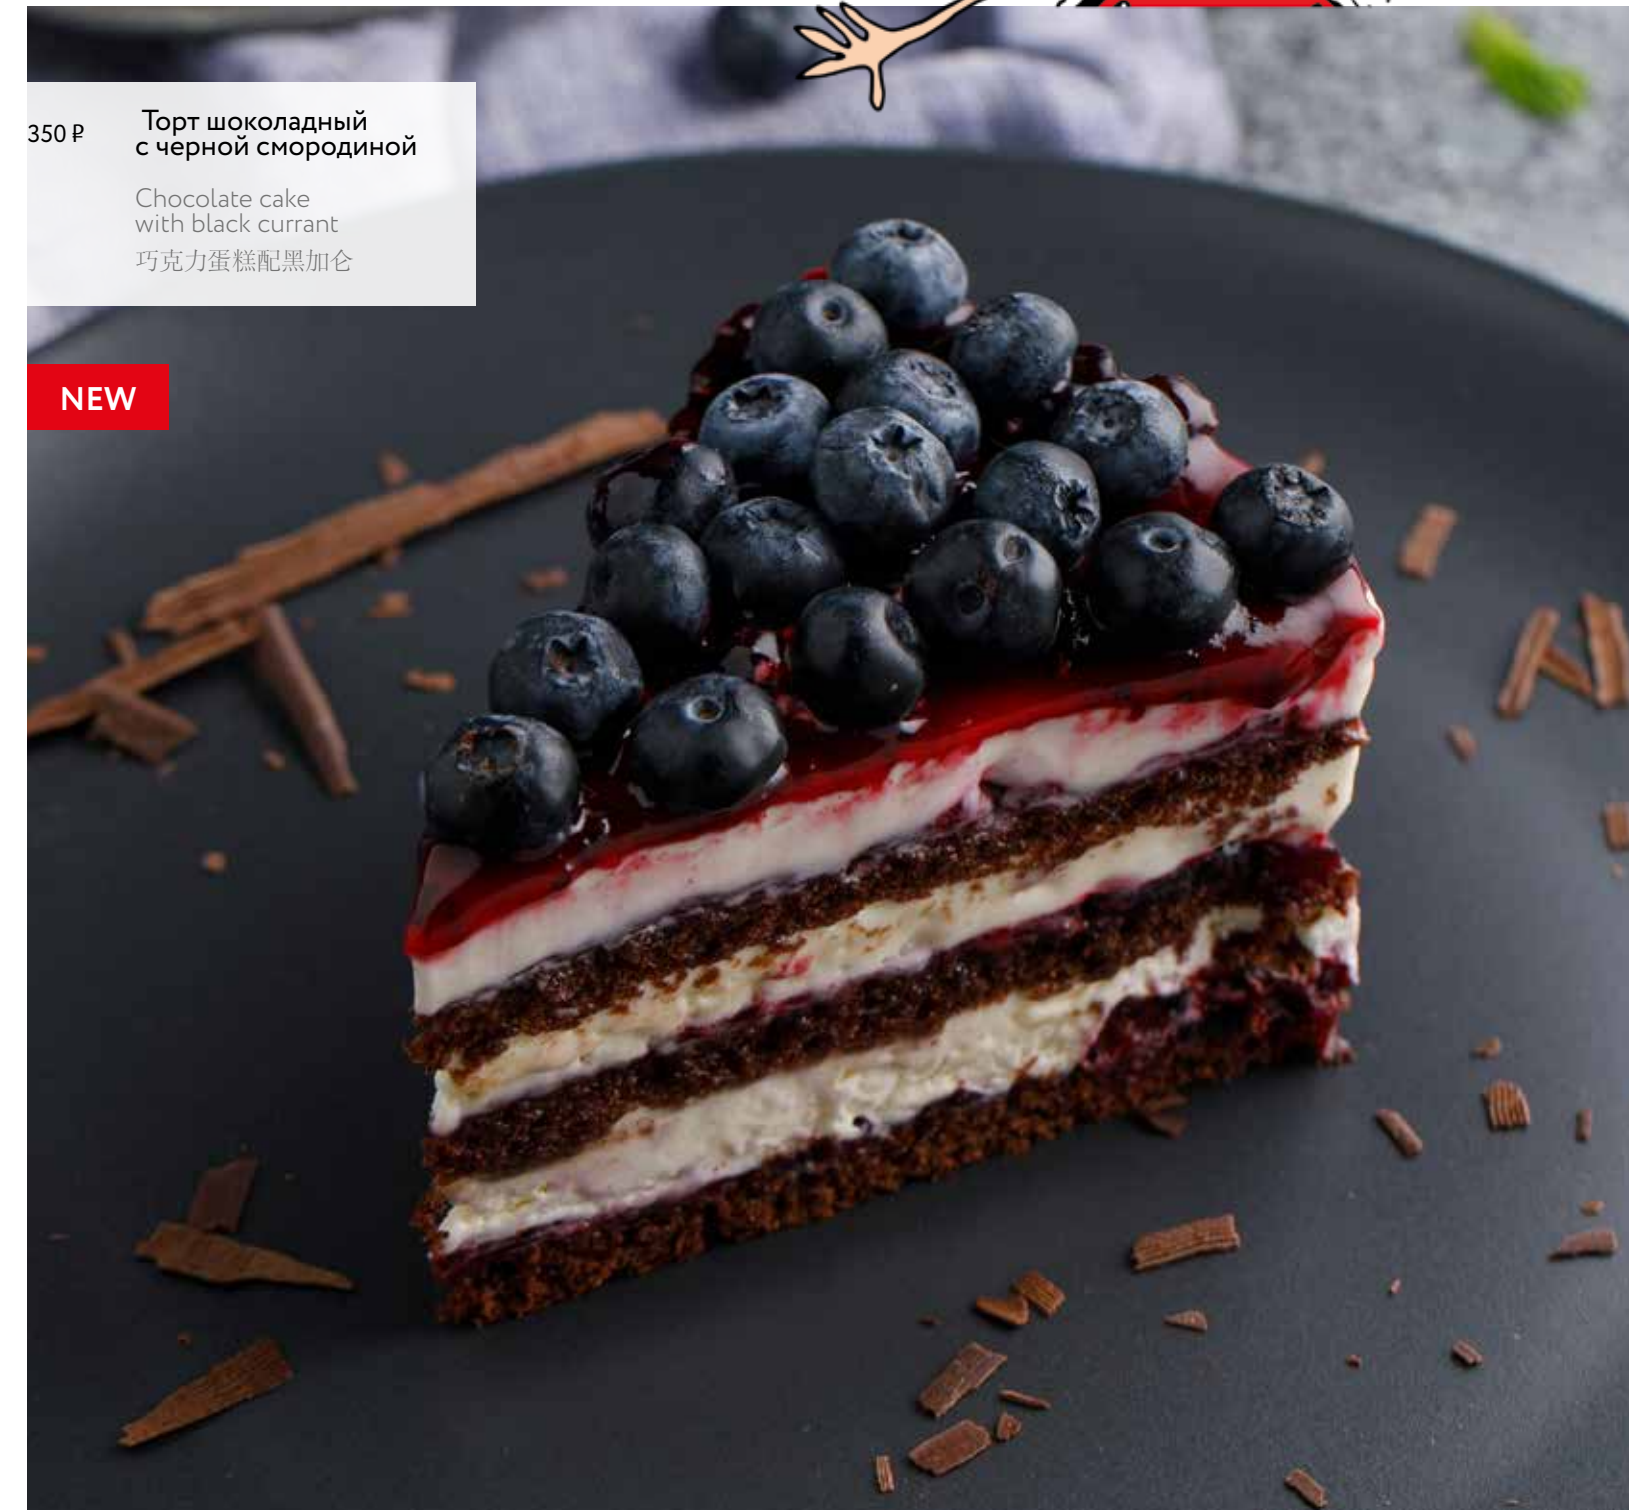 350 ₽
Торт шоколадный
с черной смородиной
Chocolate cake
with black currant
巧克力蛋糕配黑加仑
NEW